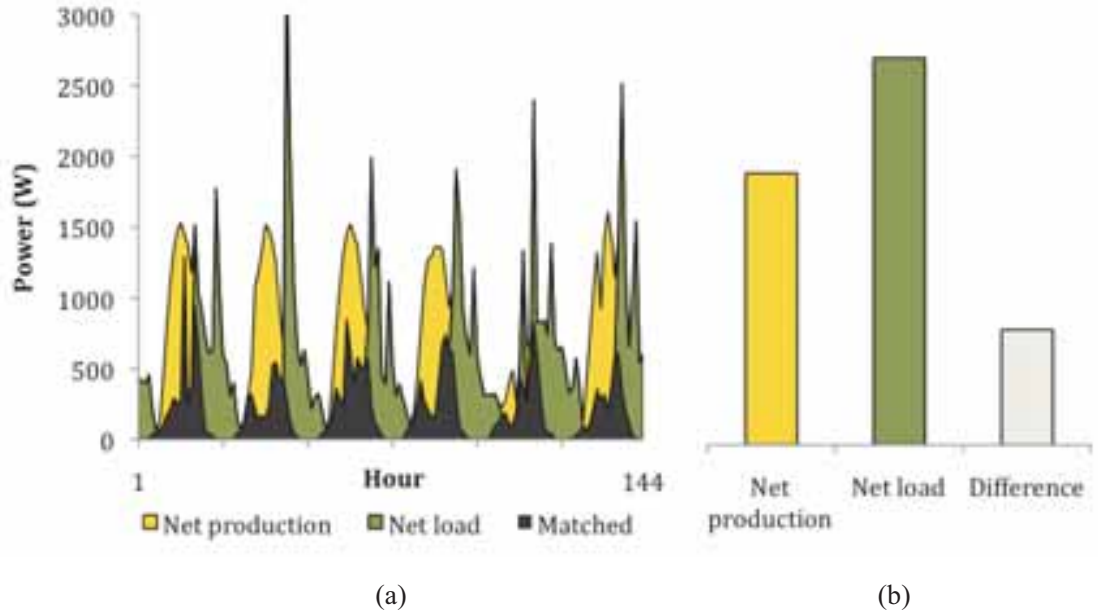 3000
2500
2000
1500
1000
500
0
Power (W)
1
Hour
144
Net production
Net load
Matched
Net
production
Net load
Difference
(a)
(b)